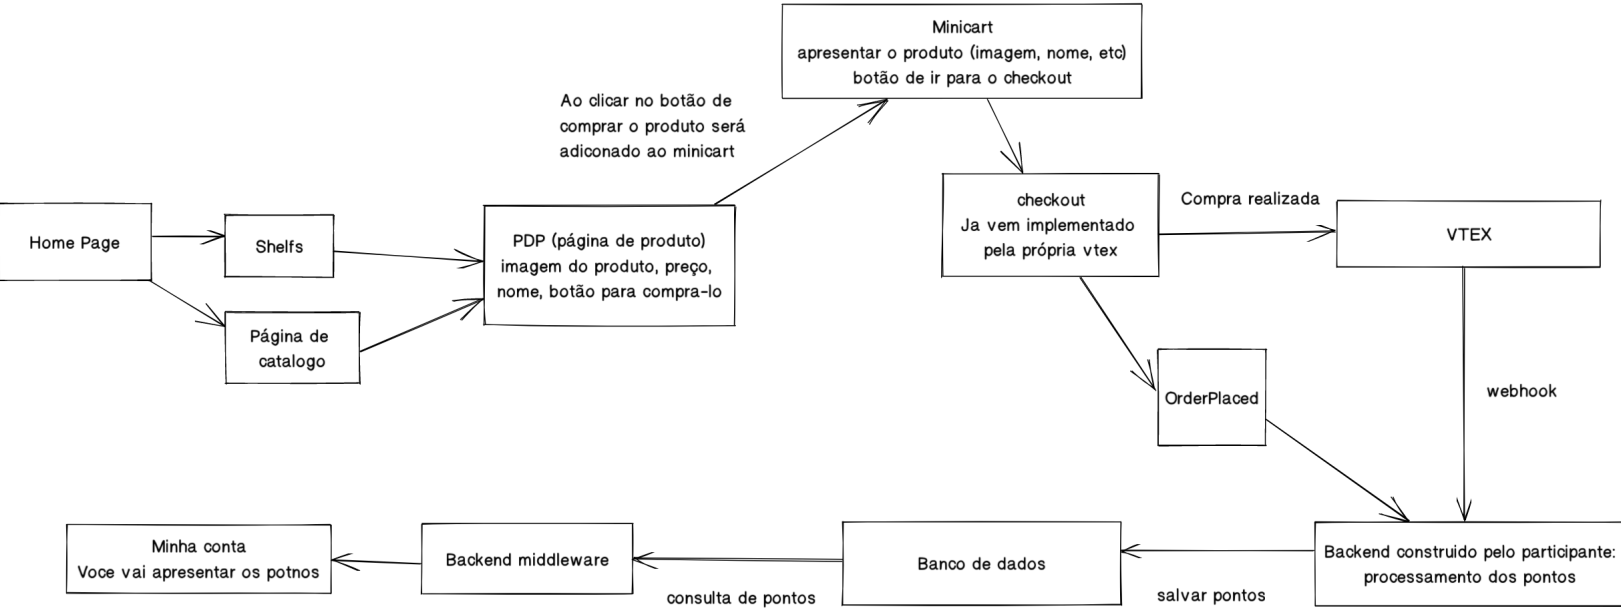 Minicart
apresentar o produto (imagem, nome, etc)
botão de ir para o checkout
Ao clicar no botão de
comprar o produto será
adiconado ao minicart
Home Page
Shelfs
Página de
catalogo
PDP (página de produto)
imagem do produto, preço,
nome, botão para compra-lo
checkout
Ja vem implementado
pela própria vtex
Compra realizada
VTEX
OrderPlaced
webhook
Minha conta
Voce vai apresentar os potnos
Backend middleware
consulta de pontos
Banco de dados
salvar pontos
Backend construido pelo participante:
processamento dos pontos